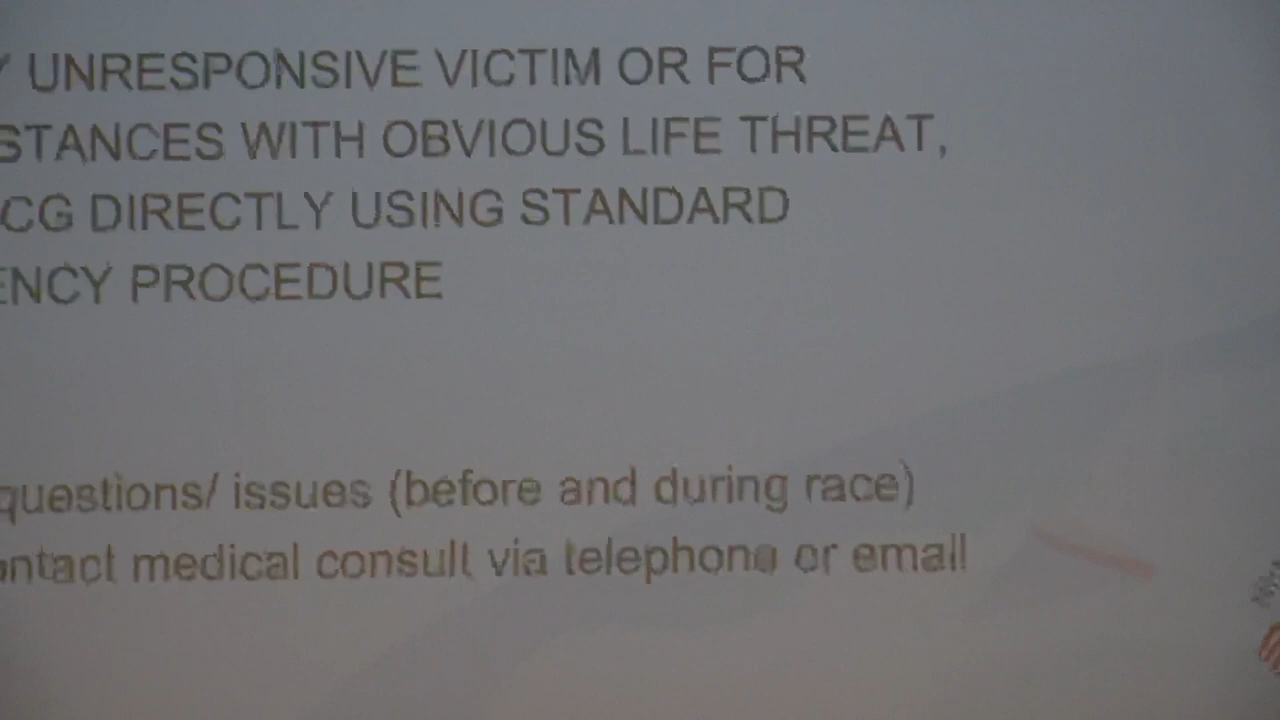 UNRESPONSIVE VICTIM OR FOR
STANCES WITH OBVIOUS LIFE THREAT,
CG DIRECTLY USING STANDARD
ENCY PROCEDURE
questions/ issues (before and during race)
ontact medical consult via telephone or email